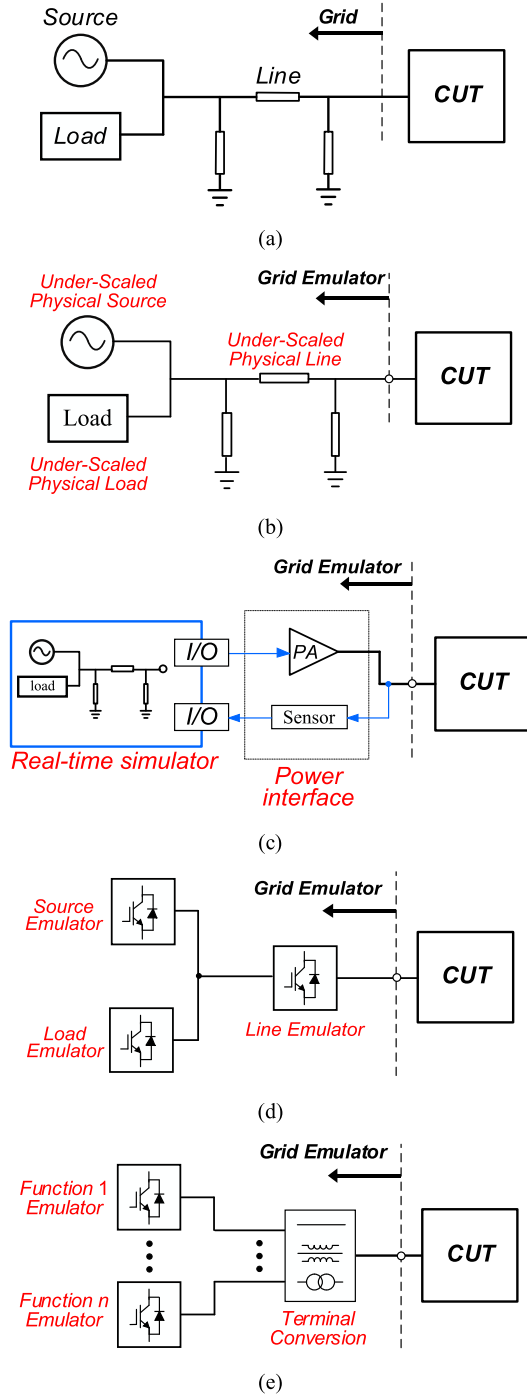 Source
Grid
Line
CUT
Load
(a)
Under-Scaled
Physical Source
Grid Emulator
Under-Scaled
Physical Line
CUT
Load
Under-Scaled
Physical Load
(b)
Grid Emulator
I/O
PA
load
CUT
I/O
Sensor
Real-time simulator
Power
interface
(c)
Source
Emulator
Grid Emulator
CUT
Load
Emulator
Line Emulator
(d)
Grid Emulator
Function 1
Emulator
CUT
Function n
Emulator
Terminal
Conversion
(e)